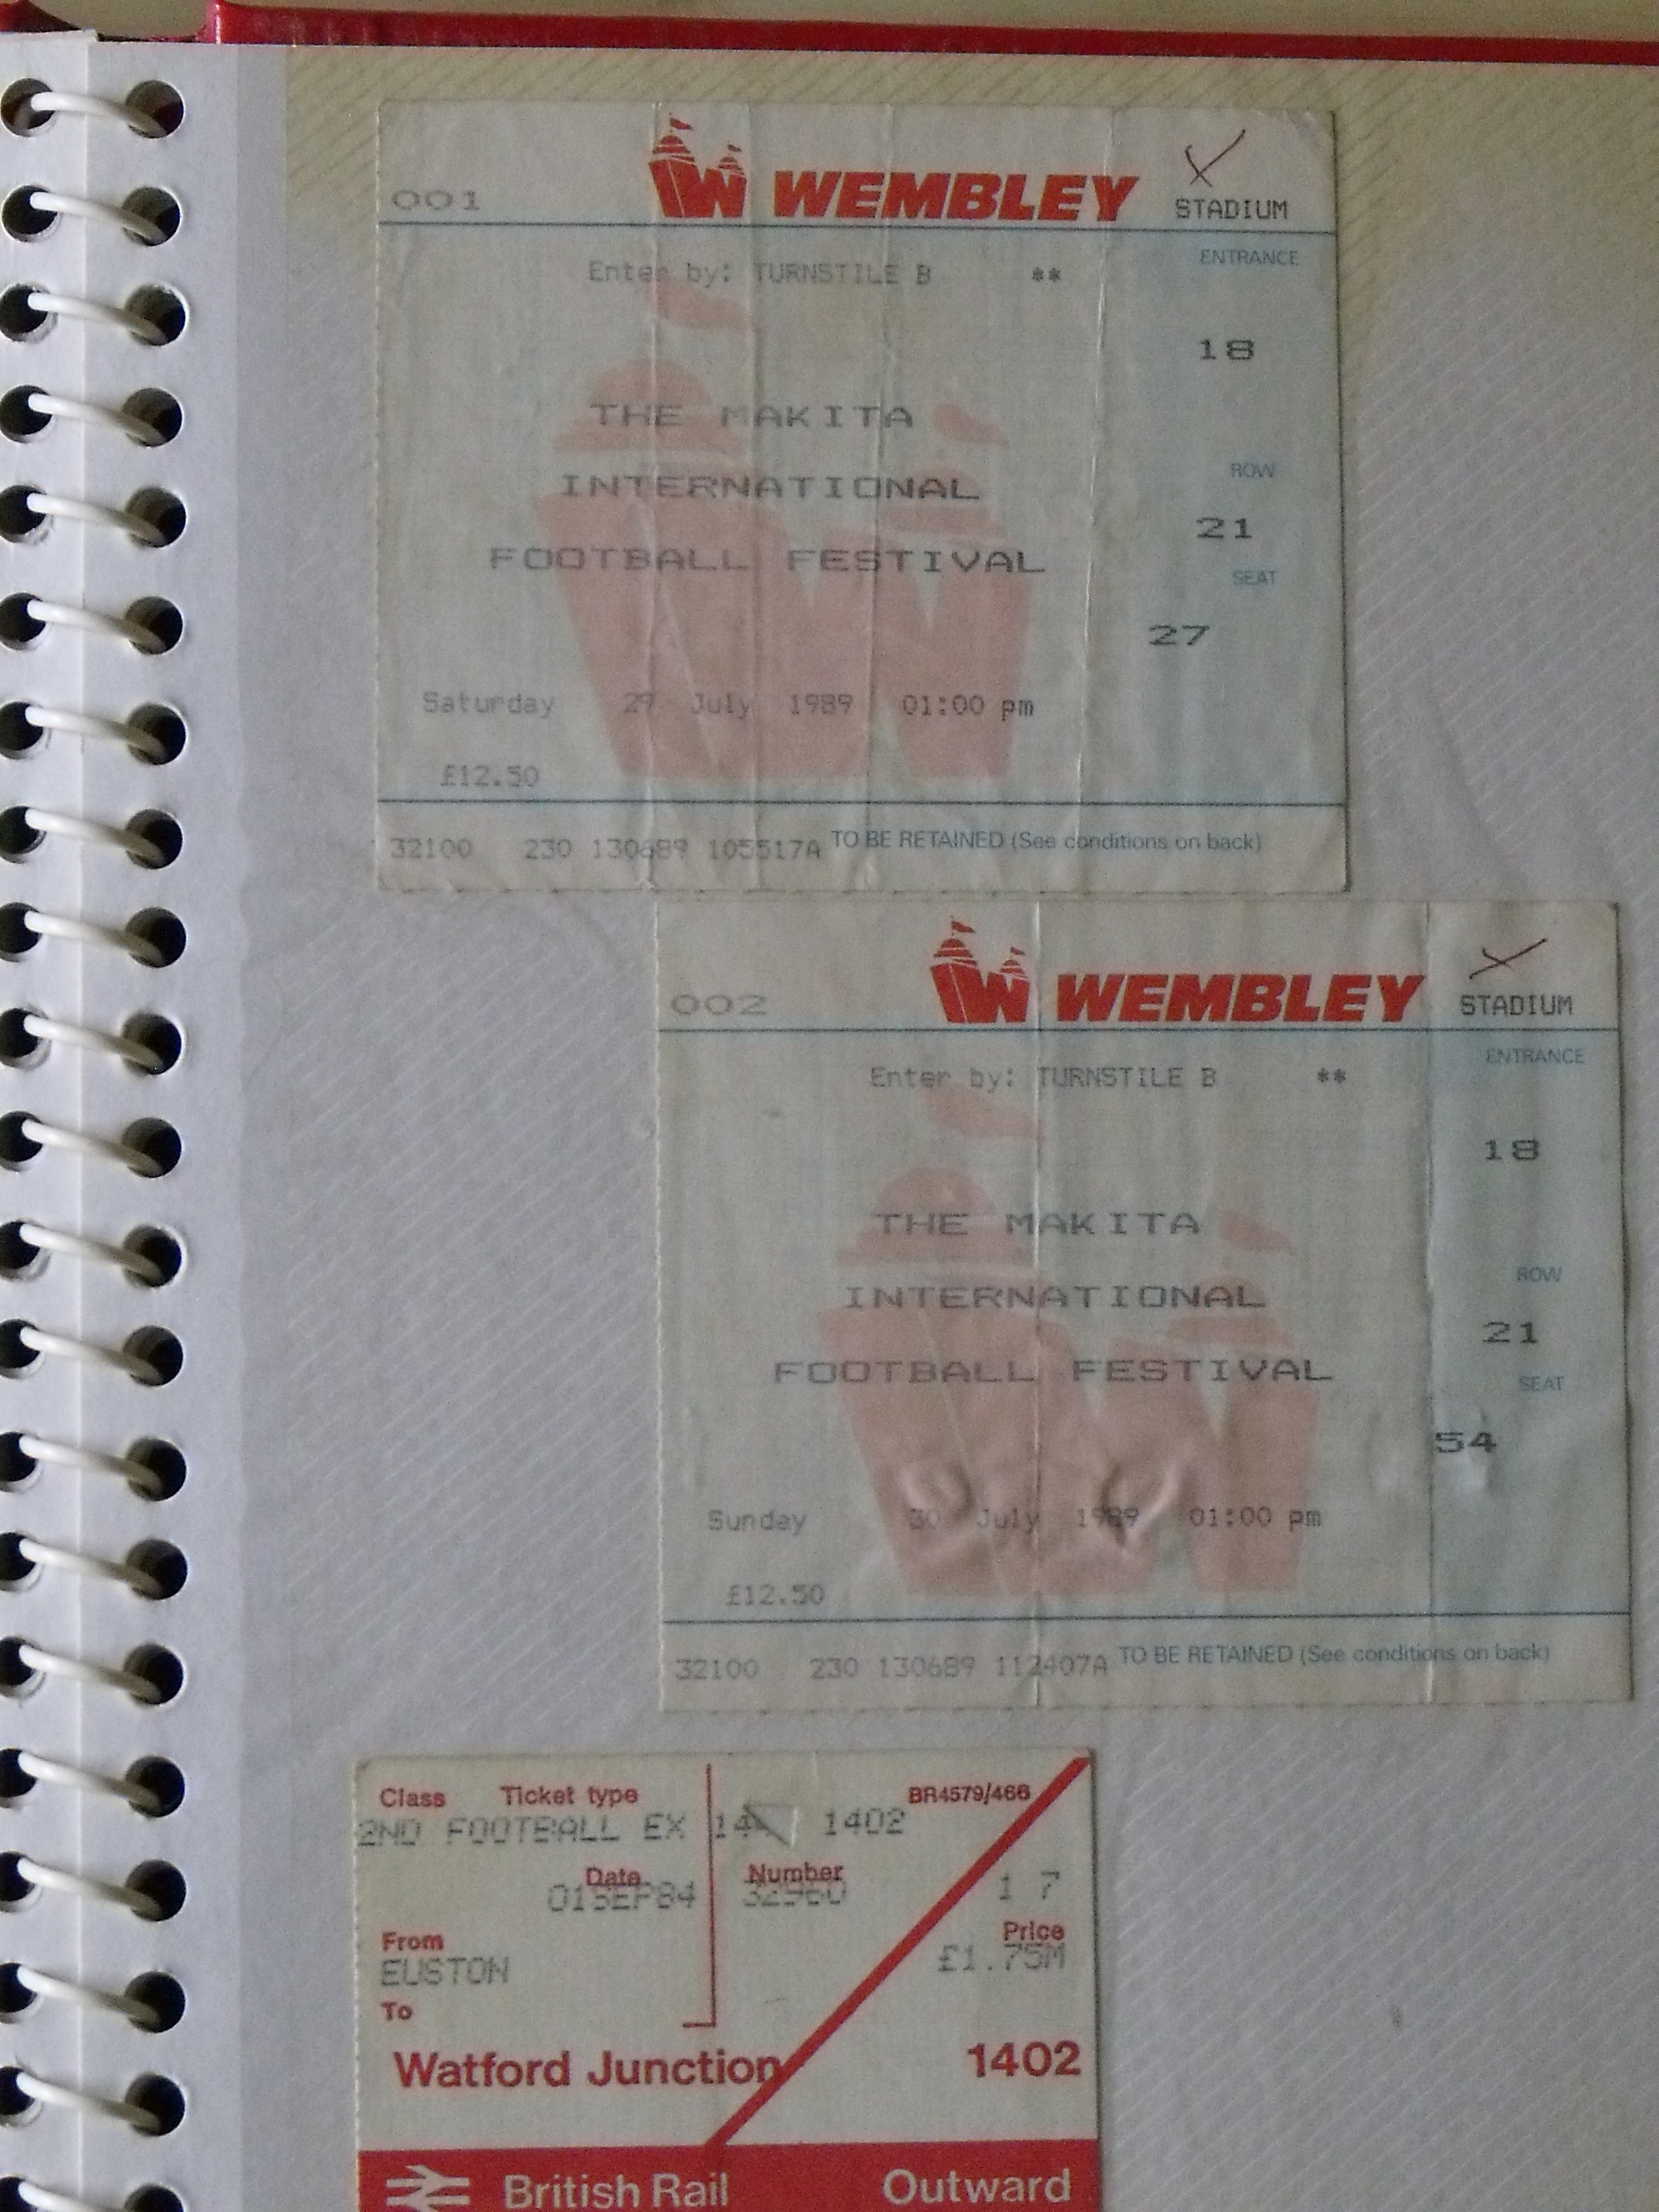 001 WEMBLEY STADIUM
ENTRANCE
Enter by: TURNSTILE B **
18
THE MAKITA
ROW
INTERNATIONAL
21
FOOTBALL FESTIVAL
SEAT
27
Saturday 29 July 1989 01:00 pm
£12.50
32100 230 130689 105517A TO BE RETAINED (See conditions on back)
002 WEMBLEY STADIUM
ENTRANCE
Enter by: TURNSTILE B **
18
THE MAKITA
ROW
INTERNATIONAL
21
FOOTBALL FESTIVAL
SEAT
54
Sunday 30 July 1989 01:00 pm
£12.50
32100 230 130689 112407A TO BE RETAINED (See conditions on back)
Class Ticket type BR4579/466
2ND FOOTBALL EX 1402
Date Number
01SEP84 32960 1 7
From Price
EUSTON £1.75M
To
Watford Junction 1402
British Rail Outward